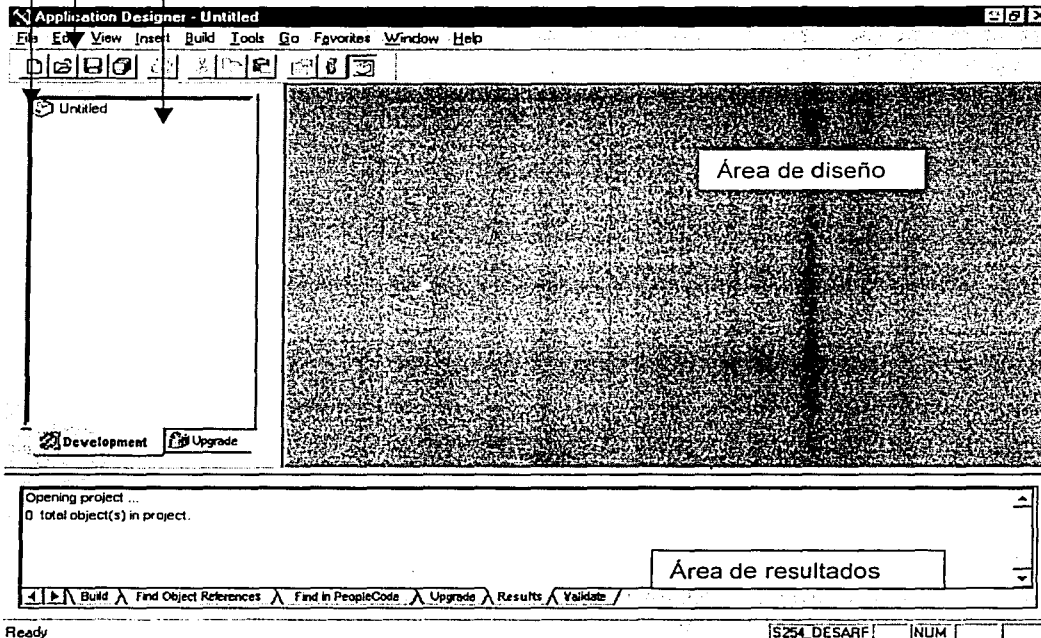 Application Designer - Untitled
File Edit View Insert Build Tools Go Favorites Window Help
Untitled
Área de diseño
Development Upgrade
Opening project ...
0 total object(s) in project.
Área de resultados
Build Find Object References Find in PeopleCode Upgrade Results Validate
Ready NUM